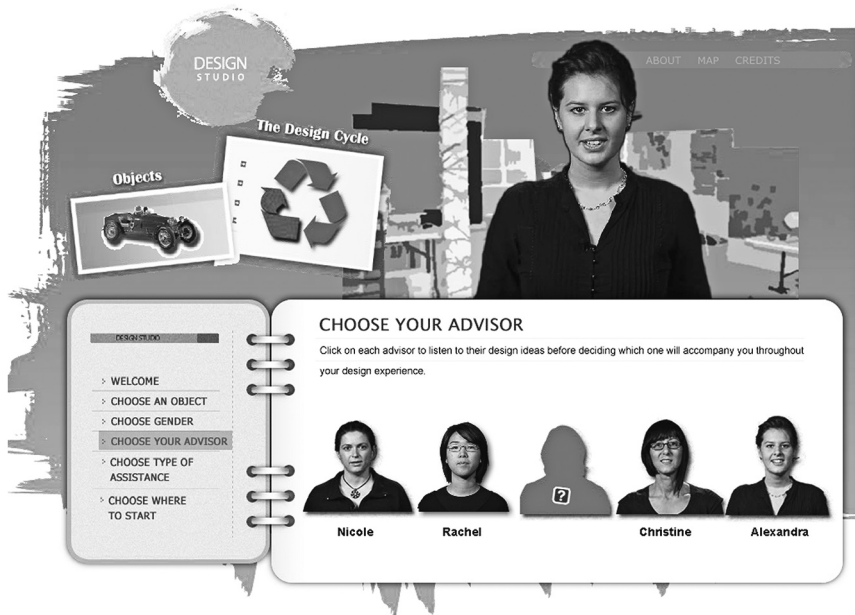 DESIGN
STUDIO
ABOUT MAP CREDITS
The Design Cycle
Objects
DESIGN STUDIO
WELCOME
CHOOSE AN OBJECT
CHOOSE GENDER
CHOOSE YOUR ADVISOR
CHOOSE TYPE OF
ASSISTANCE
CHOOSE WHERE
TO START
CHOOSE YOUR ADVISOR
Click on each advisor to listen to their design ideas before deciding which one will accompany you throughout
your design experience.
?
Nicole Rachel Christine Alexandra